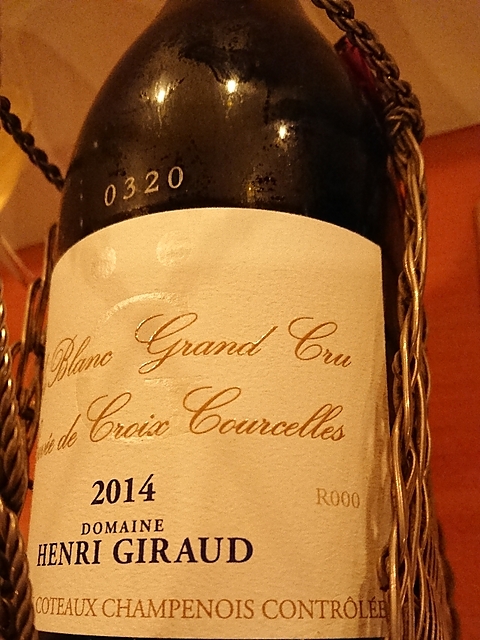 0320
Blanc Grand Cru
de Croix Courcelles
2014
R000
DOMAINE
HENRI GIRAUD
COTEAUX CHAMPENOIS CONTRÔLÉE